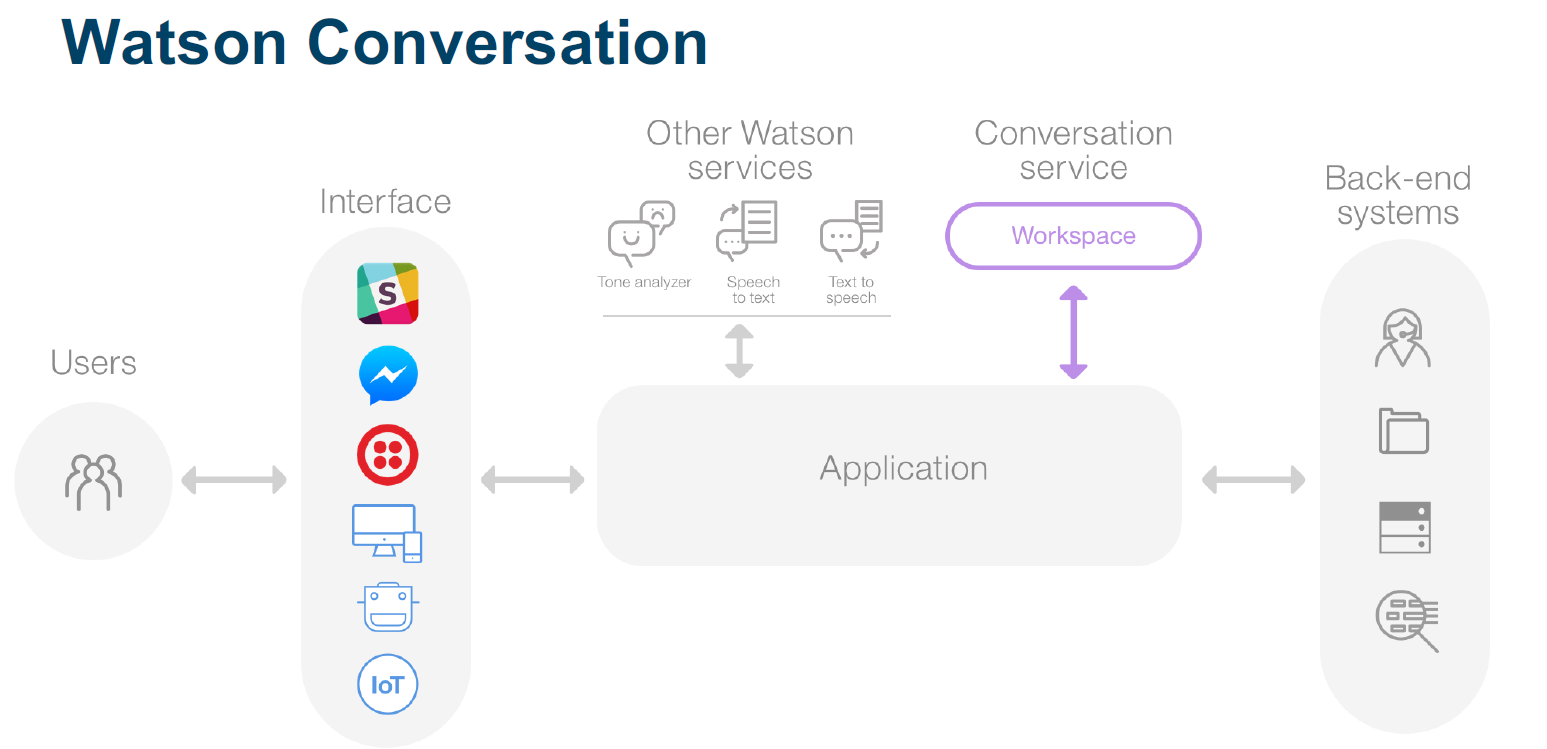 Watson Conversation
Users
Interface
S
IoT
Other Watson
services
Tone analyzer
Speech
to text
Text to
speech
Conversation
service
Workspace
Application
Back-end
systems